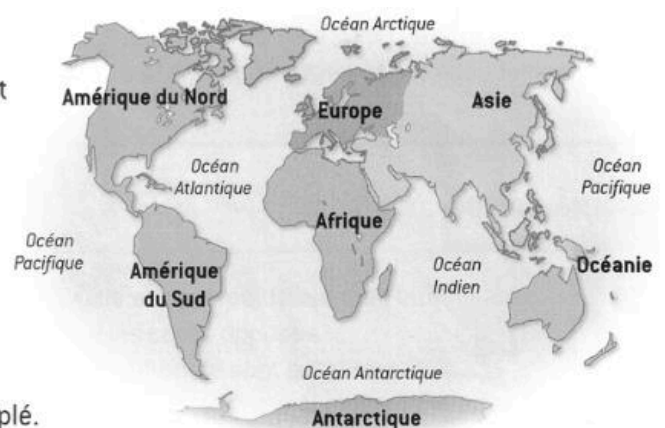 Océan Arctique
t
Amérique du Nord
Europe
Asie
Océan
Atlantique
Océan
Pacifique
Afrique
Océan
Pacifique
Amérique
du Sud
Océan
Indien
Océanie
Océan Antarctique
Antarctique
plé.